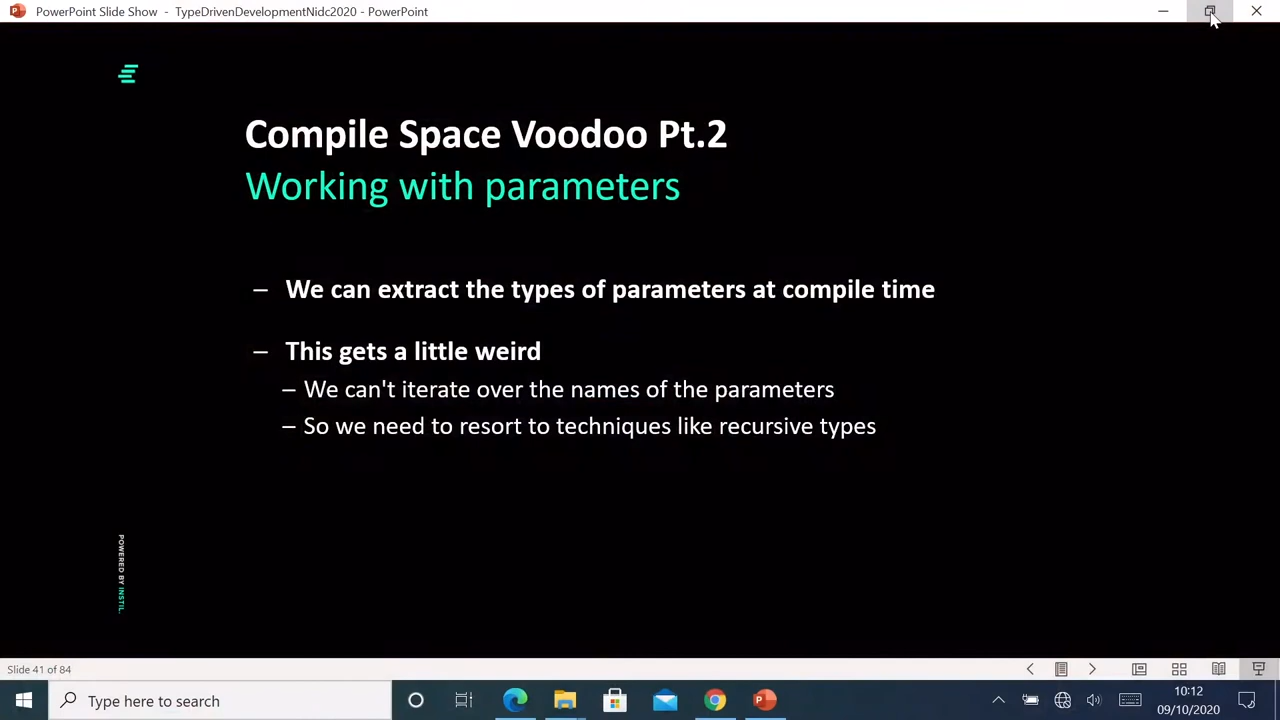 PowerPoint Slide Show - TypeDrivenDevelopmentNidc2020 - PowerPoint
Compile Space Voodoo Pt.2
Working with parameters
– We can extract the types of parameters at compile time
– This gets a little weird
– We can't iterate over the names of the parameters
– So we need to resort to techniques like recursive types
POWERED BY INSTIL.
Slide 41 of 84
Type here to search
10:12
09/10/2020